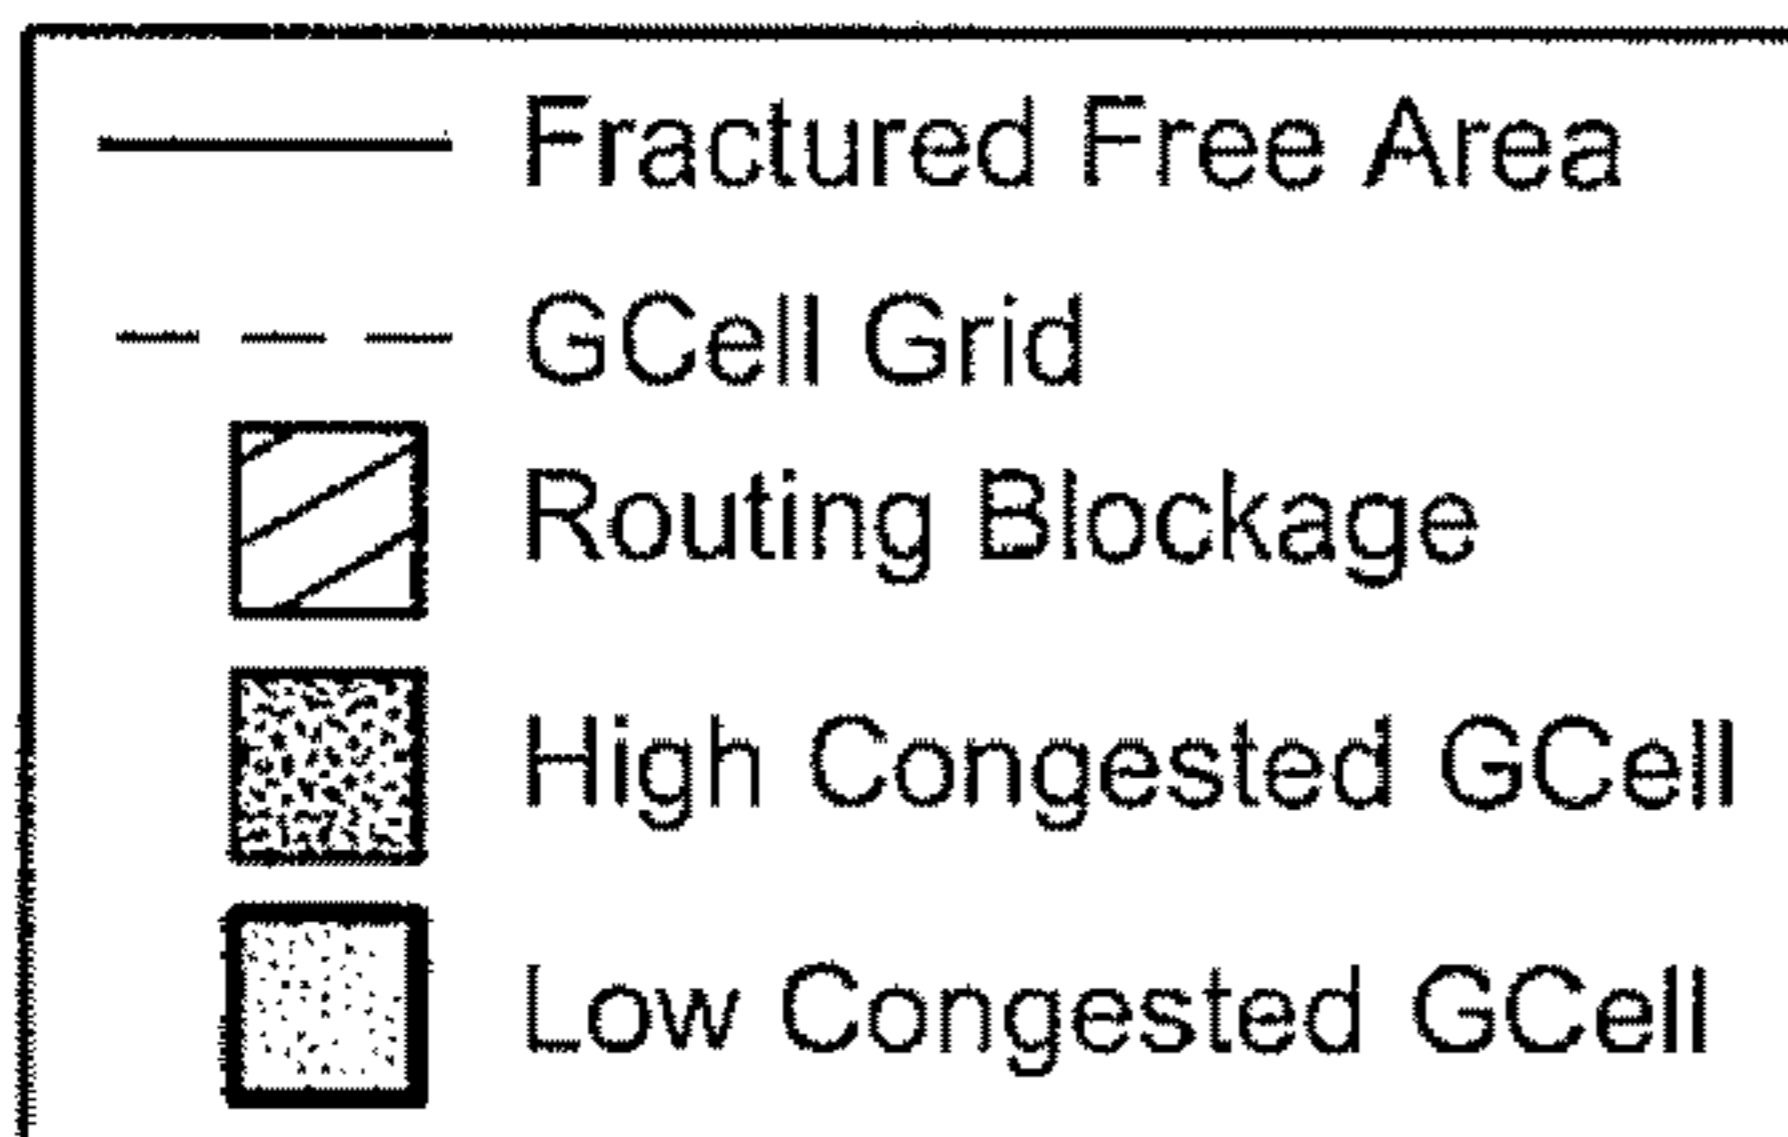 Fractured Free Area
GCell Grid
Routing Blockage
High Congested GCell
Low Congested GCell